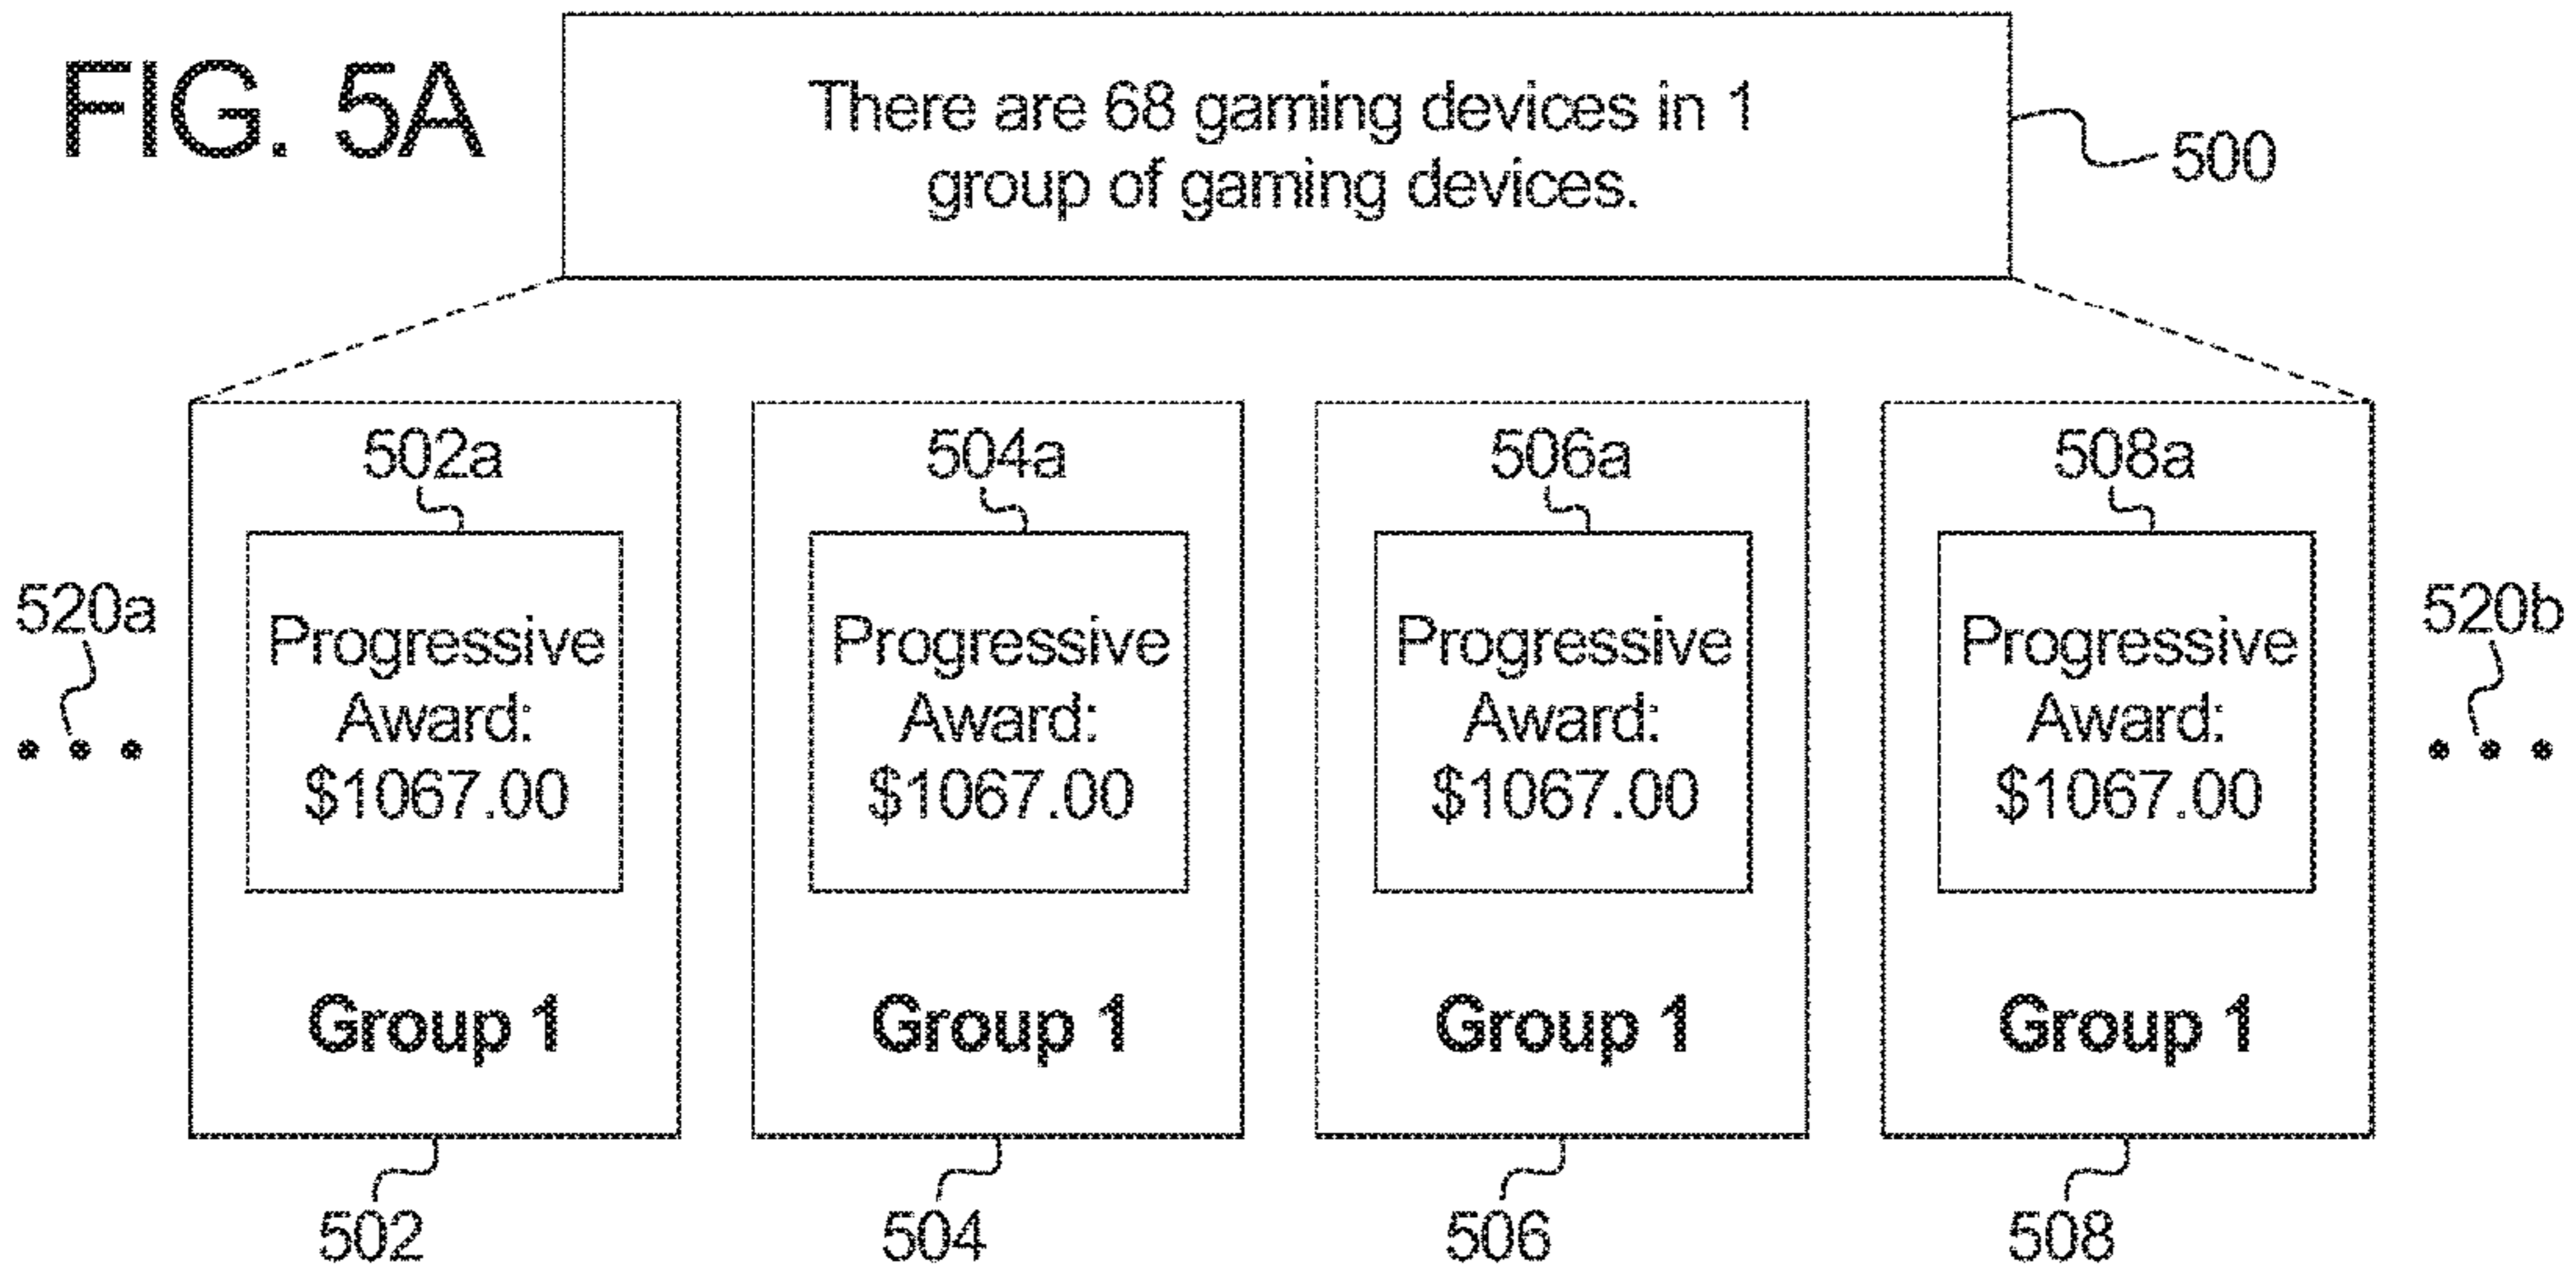 FIG. 5A
There are 68 gaming devices in 1
group of gaming devices.
500
502a
504a
506a
508a
520a
Progressive
Award:
$1067.00
Progressive
Award:
$1067.00
Progressive
Award:
$1067.00
Progressive
Award:
$1067.00
520b
Group 1
Group 1
Group 1
Group 1
502
504
506
508